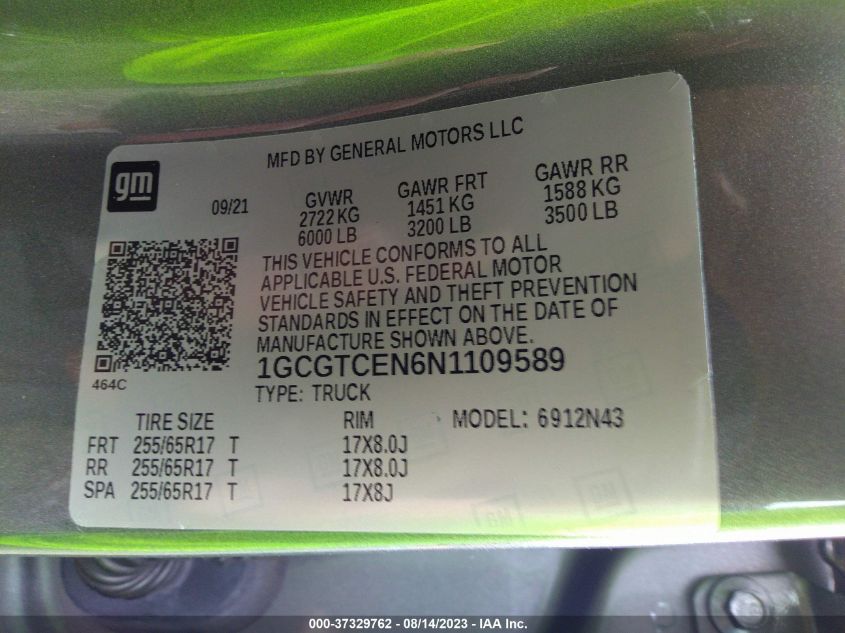 MFD BY GENERAL MOTORS LLC
gm
09/21
GVWR
2722 KG
6000 LB
GAWR FRT
1451 KG
3200 LB
GAWR RR
1588 KG
3500 LB
THIS VEHICLE CONFORMS TO ALL
APPLICABLE U.S. FEDERAL MOTOR
VEHICLE SAFETY AND THEFT PREVENTION
STANDARDS IN EFFECT ON THE DATE OF
MANUFACTURE SHOWN ABOVE.
1GCGTCEN6N1109589
464C
TYPE: TRUCK
TIRE SIZE RIM MODEL: 6912N43
FRT 255/65R17 T 17X8.0J
RR 255/65R17 T 17X8.0J
SPA 255/65R17 T 17X8J
GM
GM
000-37329762 - 08/14/2023 - IAA Inc.